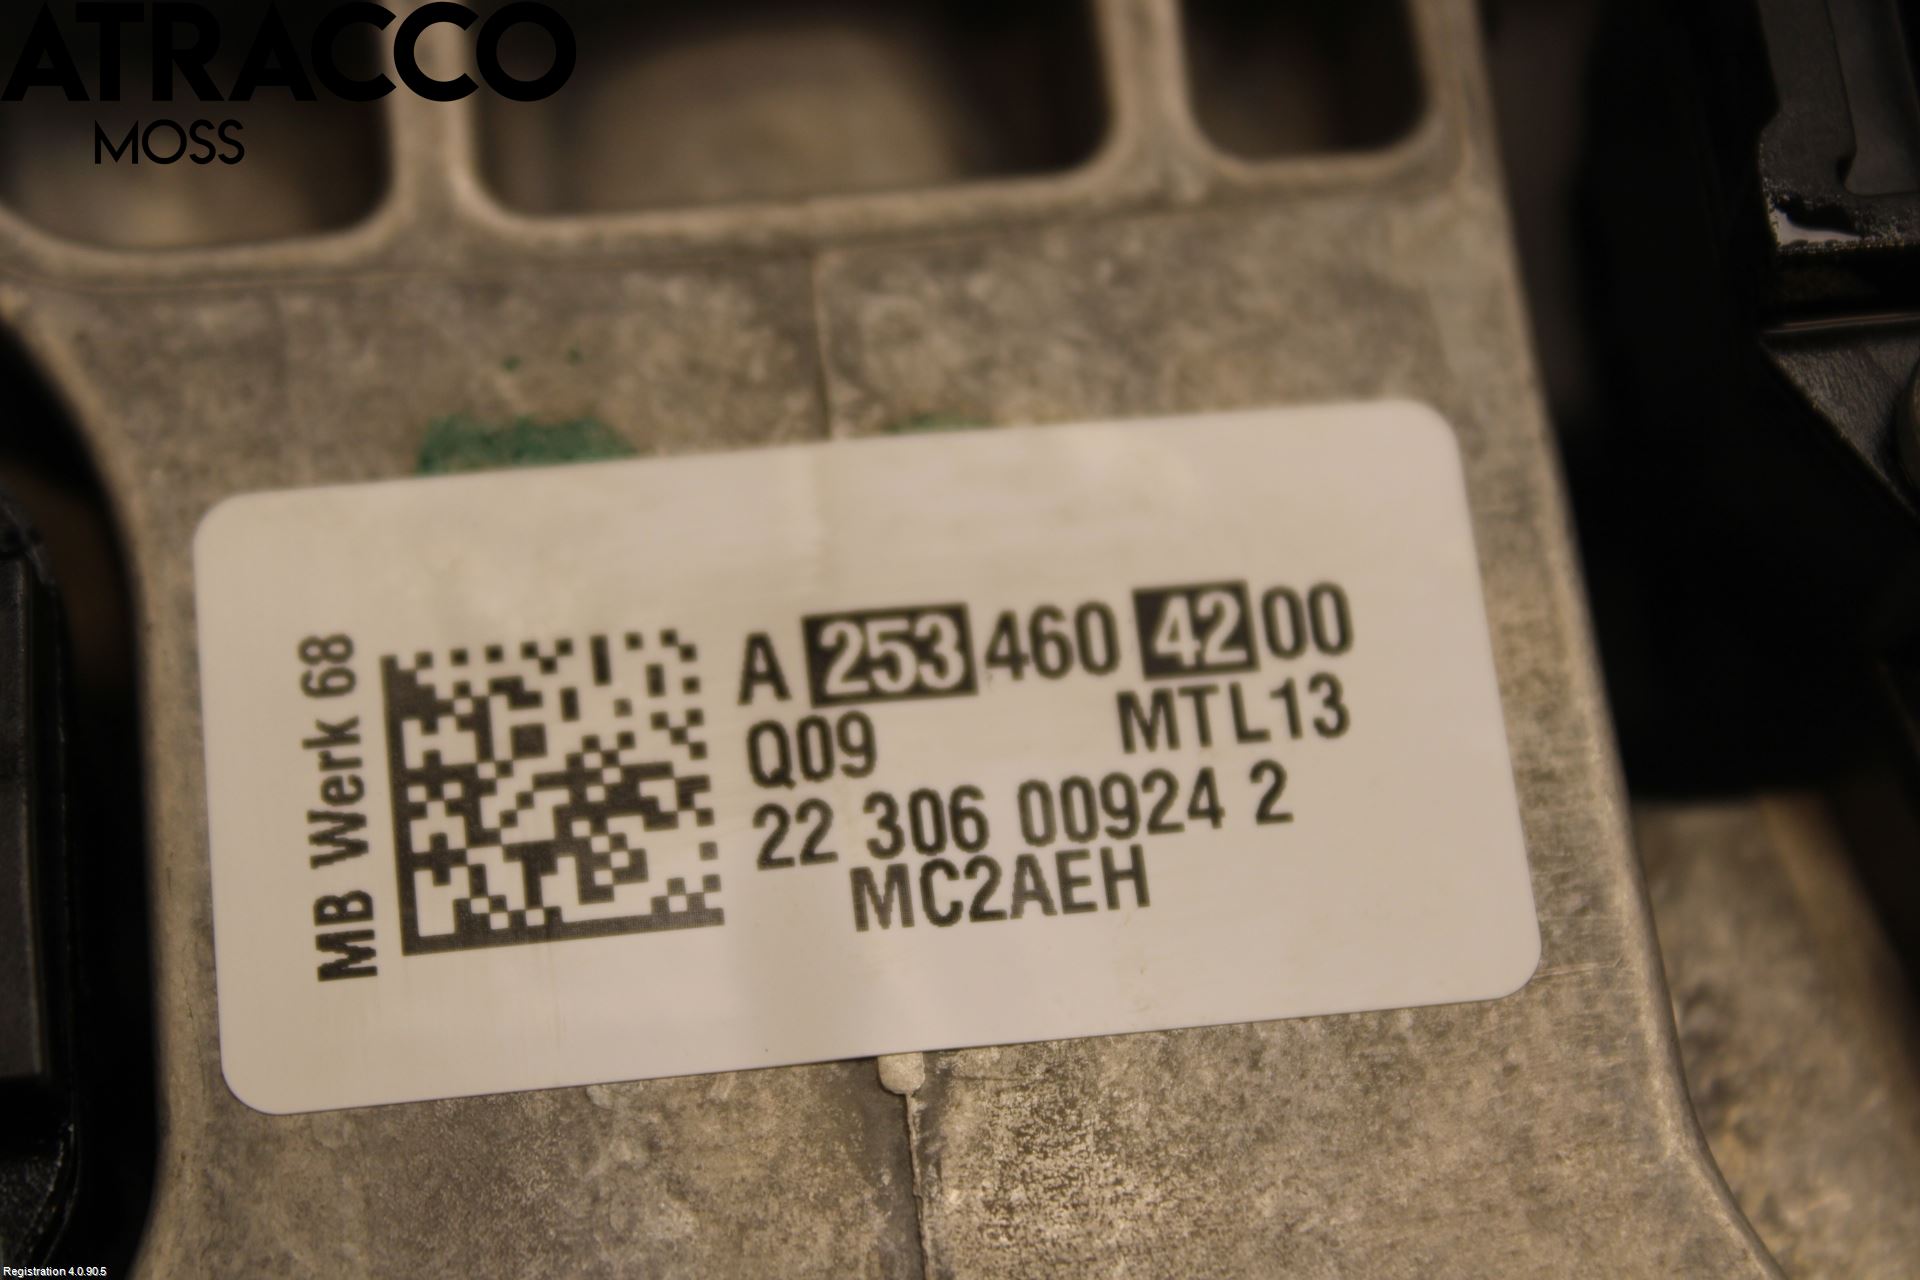 ATRACCO
MOSS
MB Werk 68
A 253 460 42 00
Q09 MTL13
22 306 00924 2
MC2AEH
Registration 4.0.90.5